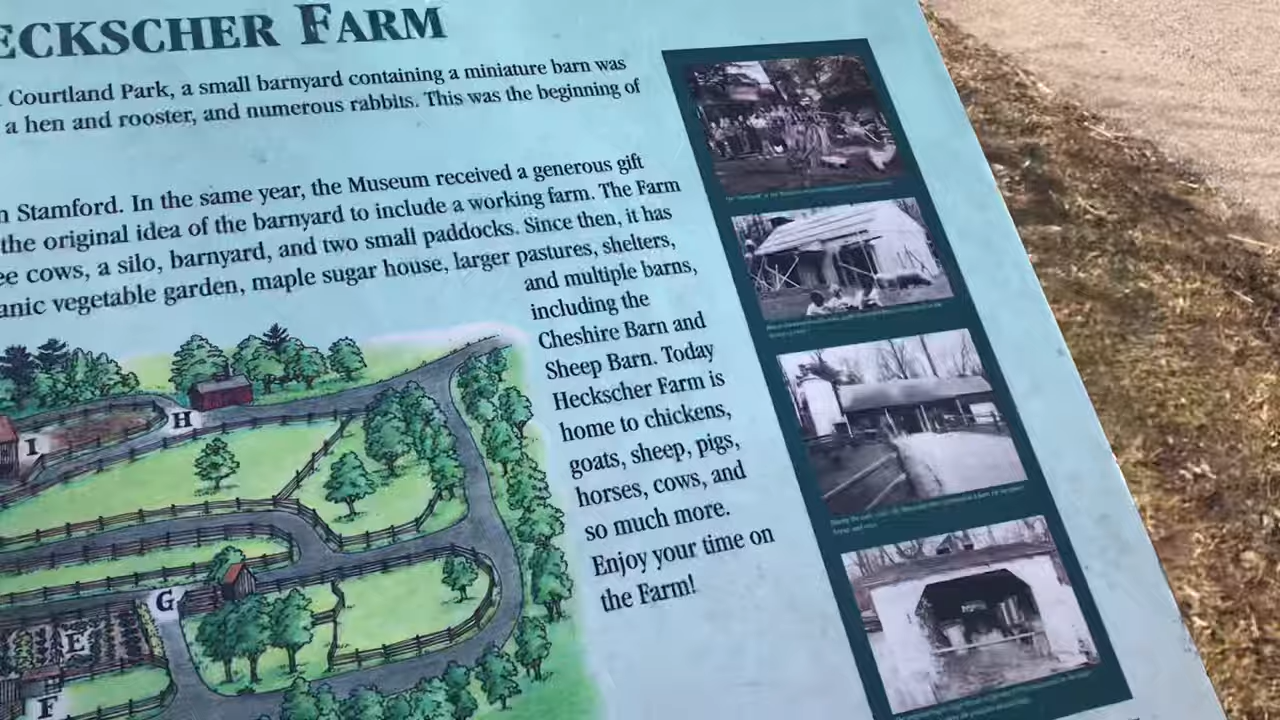 ECKSCHER FARM
Courtland Park, a small barnyard containing a miniature barn was
a hen and rooster, and numerous rabbits. This was the beginning of
n Stamford. In the same year, the Museum received a generous gift
the original idea of the barnyard to include a working farm. The Farm
ee cows, a silo, barnyard, and two small paddocks. Since then, it has
anic vegetable garden, maple sugar house, larger pastures, shelters,
and multiple barns,
including the
Cheshire Barn and
Sheep Barn. Today
Heckscher Farm is
home to chickens,
goats, sheep, pigs,
horses, cows, and
so much more.
Enjoy your time on
the Farm!
H
I
G
E
F